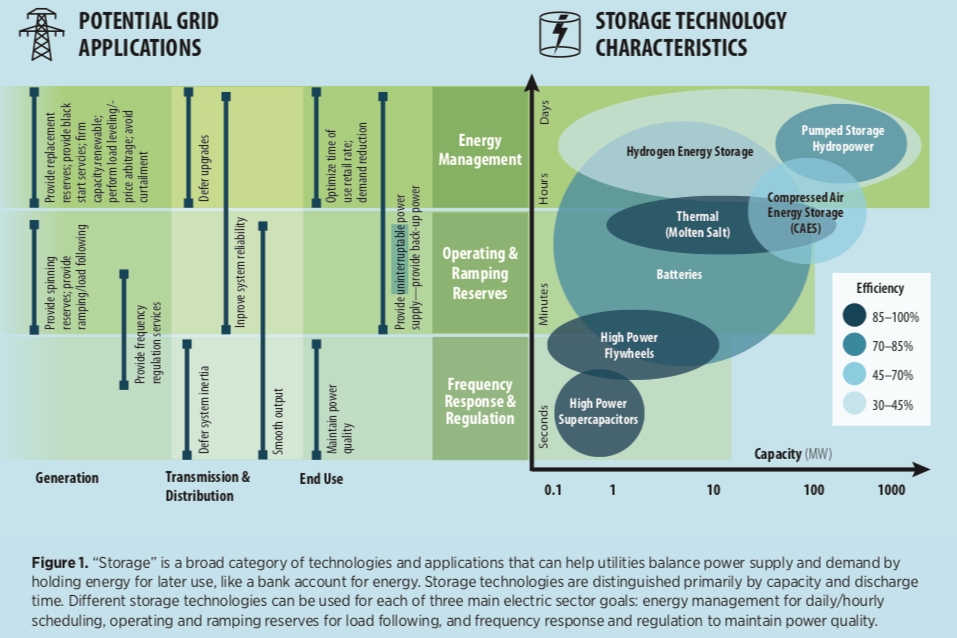 POTENTIAL GRID
APPLICATIONS
STORAGE TECHNOLOGY
CHARACTERISTICS
Provide replacement
reserves; provide black
start servcies; firm
capacity,renewable;
perform load leveling/-
price abitrage; avoid
curtailment
Defer upgrades
Improve system reliability
Optimize time of
use retail rate;
demand reduction
Provide uninterruptable power
supply—provide back-up power
Provide spinning
reserves; provide
ramping/load following
Provide frequency
regulation services
Defer system inertia
Smooth output
Maintain power
quality
Generation
Transmission &
Distribution
End Use
Energy
Management
Operating &
Ramping
Reserves
Frequency
Response &
Regulation
Days
Hours
Minutes
Seconds
Hydrogen Energy Storage
Pumped Storage
Hydropower
Compressed Air
Energy Storage
(CAES)
Thermal
(Molten Salt)
Batteries
High Power
Flywheels
High Power
Supercapacitors
Efficiency
85–100%
70–85%
45–70%
30–45%
Capacity (MW)
0.1 1 10 100 1000
Figure 1. “Storage” is a broad category of technologies and applications that can help utilities balance power supply and demand by
holding energy for later use, like a bank account for energy. Storage technologies are distinguished primarily by capacity and discharge
time. Different storage technologies can be used for each of three main electric sector goals: energy management for daily/hourly
scheduling, operating and ramping reserves for load following, and frequency response and regulation to maintain power quality.